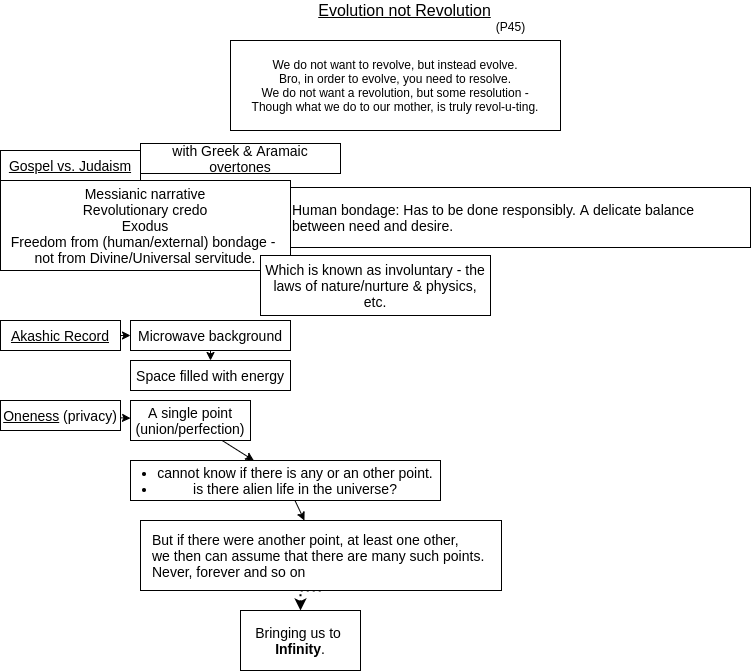 Evolution not Revolution
(P45)
We do not want to revolve, but instead evolve.
Bro, in order to evolve, you need to resolve.
We do not want a revolution, but some resolution -
Though what we do to our mother, is truly revol-u-ting.
Gospel vs. Judaism
with Greek & Aramaic
overtones
Messianic narrative
Revolutionary credo
Exodus
Freedom from (human/external) bondage -
not from Divine/Universal servitude.
Human bondage: Has to be done responsibly. A delicate balance
between need and desire.
Which is known as involuntary - the
laws of nature/nurture & physics,
etc.
Akashic Record
Microwave background
Space filled with energy
Oneness (privacy)
A single point
(union/perfection)
• cannot know if there is any or an other point.
• is there alien life in the universe?
But if there were another point, at least one other,
we then can assume that there are many such points.
Never, forever and so on
Bringing us to
Infinity.